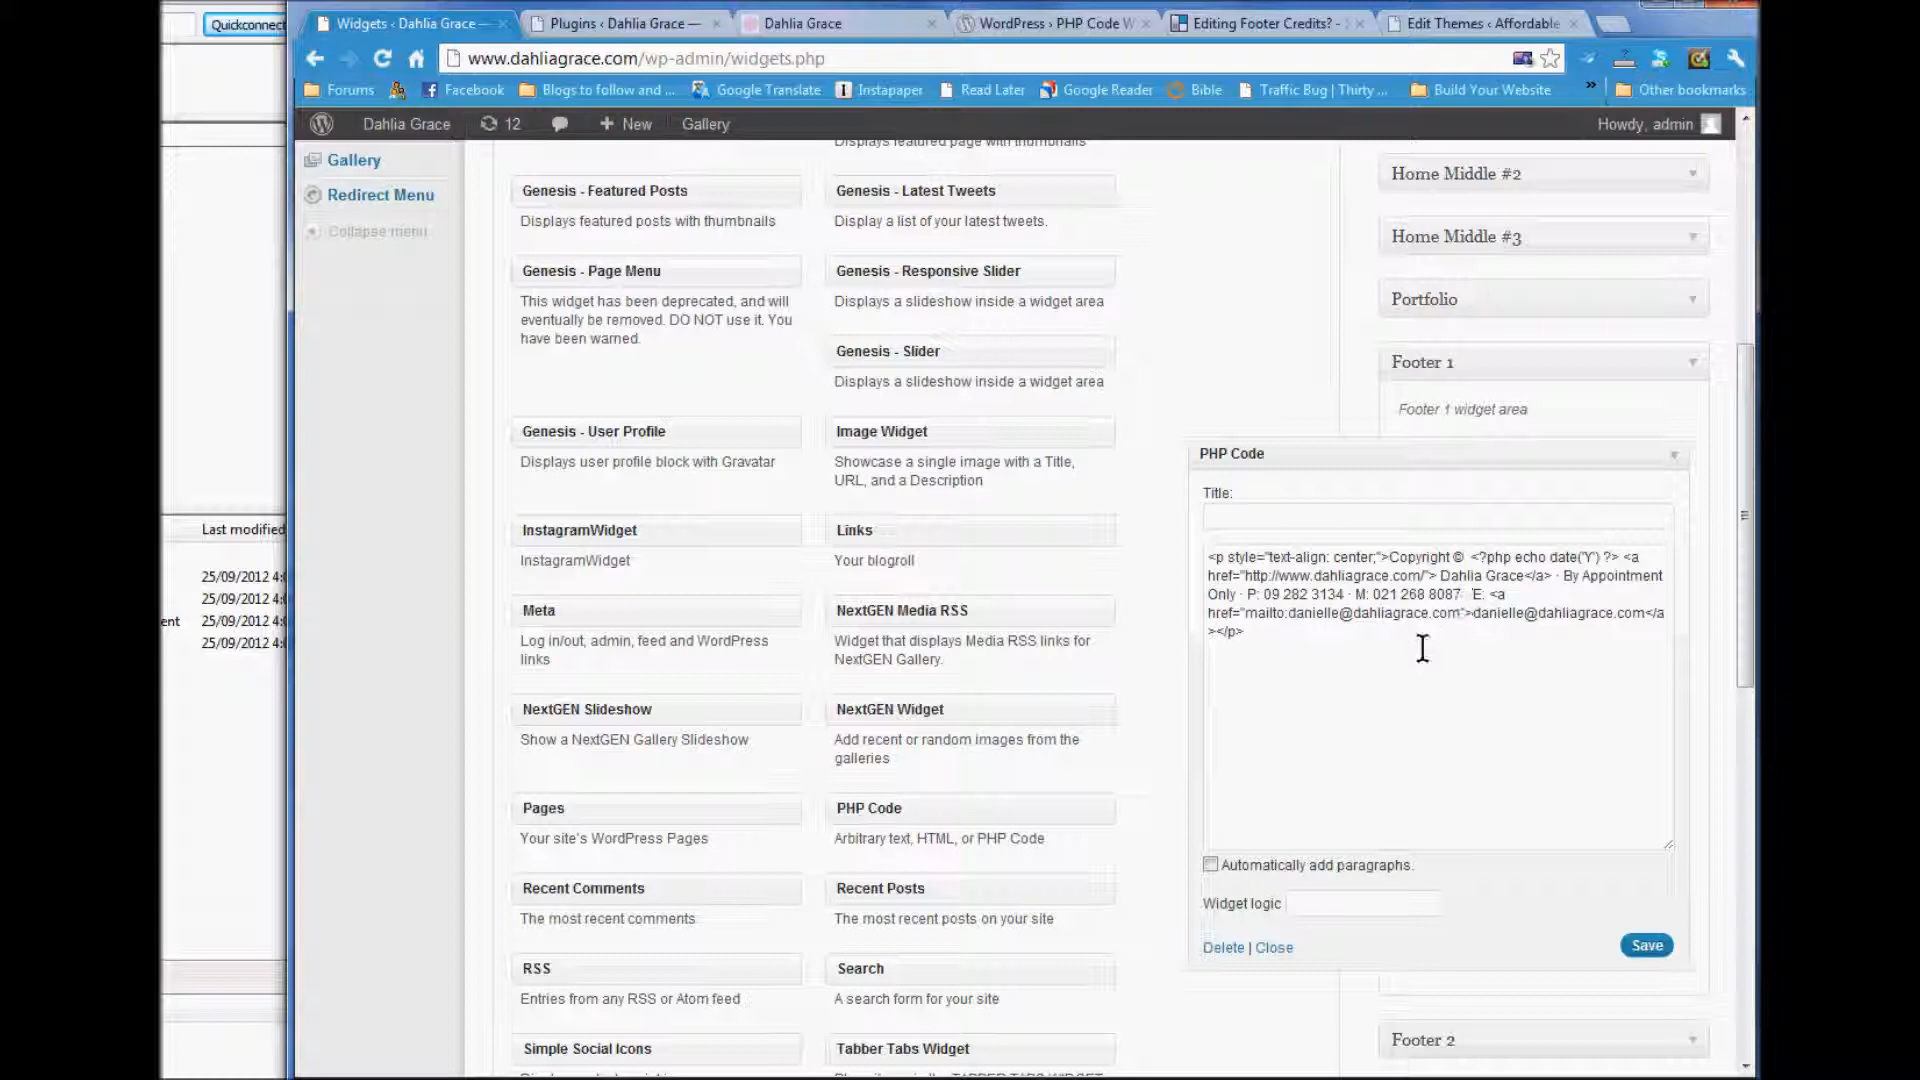 Quickconnect
Widgets ‹ Dahlia Grace —
Plugins ‹ Dahlia Grace —
Dahlia Grace
WordPress › PHP Code W
Editing Footer Credits? -
Edit Themes ‹ Affordable
www.dahliagrace.com/wp-admin/widgets.php
Forums
Facebook
Blogs to follow and ...
Google Translate
Instapaper
Read Later
Google Reader
Bible
Traffic Bug | Thirty ...
Build Your Website
»
Other bookmarks
Dahlia Grace
12
+ New
Gallery
Howdy, admin
Gallery
Redirect Menu
Collapse menu
Last modified
25/09/2012 4:
25/09/2012 4:
ent
25/09/2012 4:
25/09/2012 4:
Displays featured page with thumbnails
Genesis - Featured Posts
Displays featured posts with thumbnails
Genesis - Latest Tweets
Display a list of your latest tweets.
Genesis - Page Menu
This widget has been deprecated, and will
eventually be removed. DO NOT use it. You
have been warned.
Genesis - Responsive Slider
Displays a slideshow inside a widget area
Genesis - Slider
Displays a slideshow inside a widget area
Genesis - User Profile
Displays user profile block with Gravatar
Image Widget
Showcase a single image with a Title,
URL, and a Description
InstagramWidget
InstagramWidget
Links
Your blogroll
Meta
Log in/out, admin, feed and WordPress
links
NextGEN Media RSS
Widget that displays Media RSS links for
NextGEN Gallery.
NextGEN Slideshow
Show a NextGEN Gallery Slideshow
NextGEN Widget
Add recent or random images from the
galleries
Pages
Your site's WordPress Pages
PHP Code
Arbitrary text, HTML, or PHP Code
Recent Comments
The most recent comments
Recent Posts
The most recent posts on your site
RSS
Entries from any RSS or Atom feed
Search
A search form for your site
Simple Social Icons
Tabber Tabs Widget
Home Middle #2
Home Middle #3
Portfolio
Footer 1
Footer 1 widget area
PHP Code
Title:
<p style="text-align: center;">Copyright © <?php echo date('Y') ?> <a
href="http://www.dahliagrace.com/"> Dahlia Grace</a> · By Appointment
Only · P: 09 282 3134 · M: 021 268 8087 · E: <a
href="mailto:danielle@dahliagrace.com">danielle@dahliagrace.com</a
></p>
Automatically add paragraphs.
Widget logic
Delete | Close
Save
Footer 2